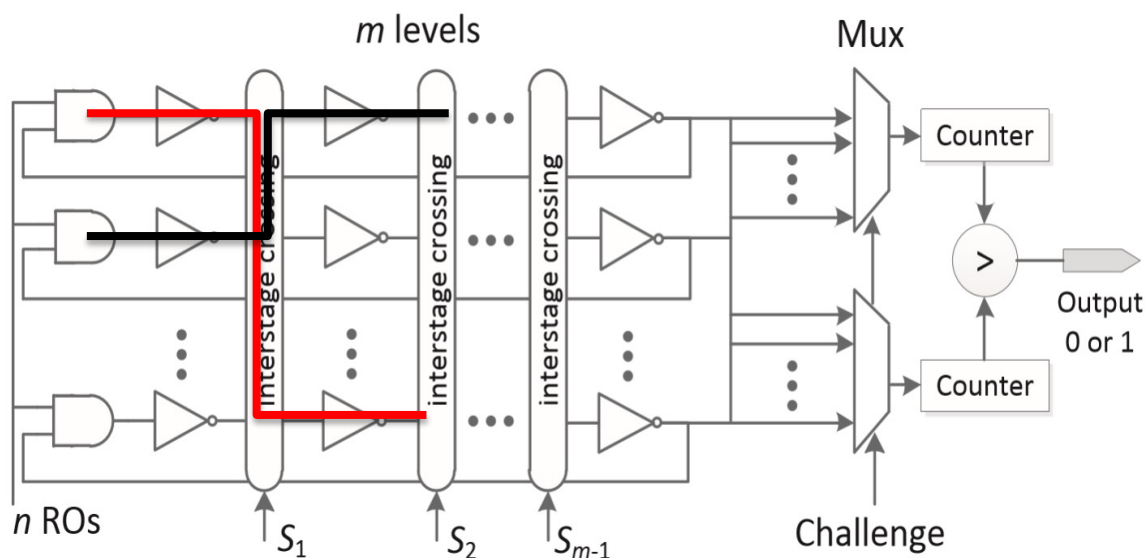 m levels
Mux
interstage crossing
interstage crossing
interstage crossing
Counter
>
Output
0 or 1
Counter
n ROs
S1
S2
Sm-1
Challenge